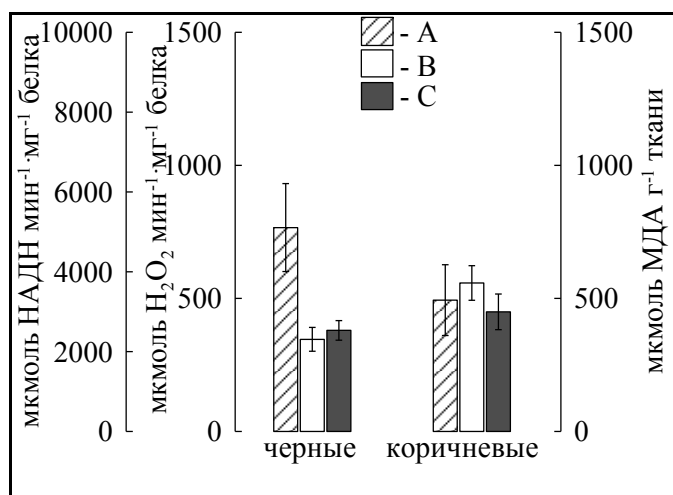 мкмоль НАДН мин⁻¹·мг⁻¹ белка
10000
8000
6000
4000
2000
0
мкмоль H₂O₂ мин⁻¹·мг⁻¹ белка
1500
1000
500
0
- A
- B
- C
1500
1000
500
0
мкмоль МДА г⁻¹ ткани
черные
коричневые